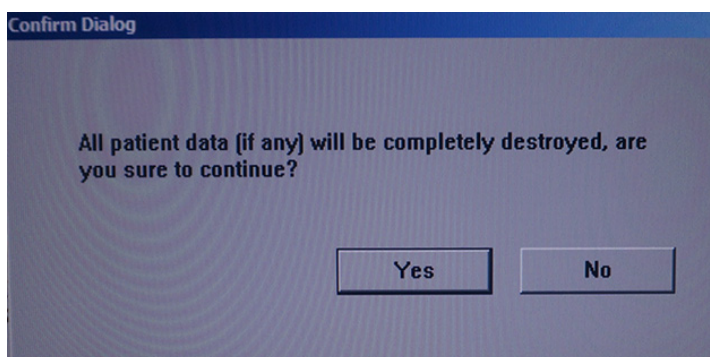 Confirm Dialog
All patient data (if any) will be completely destroyed, are
you sure to continue?
Yes
No